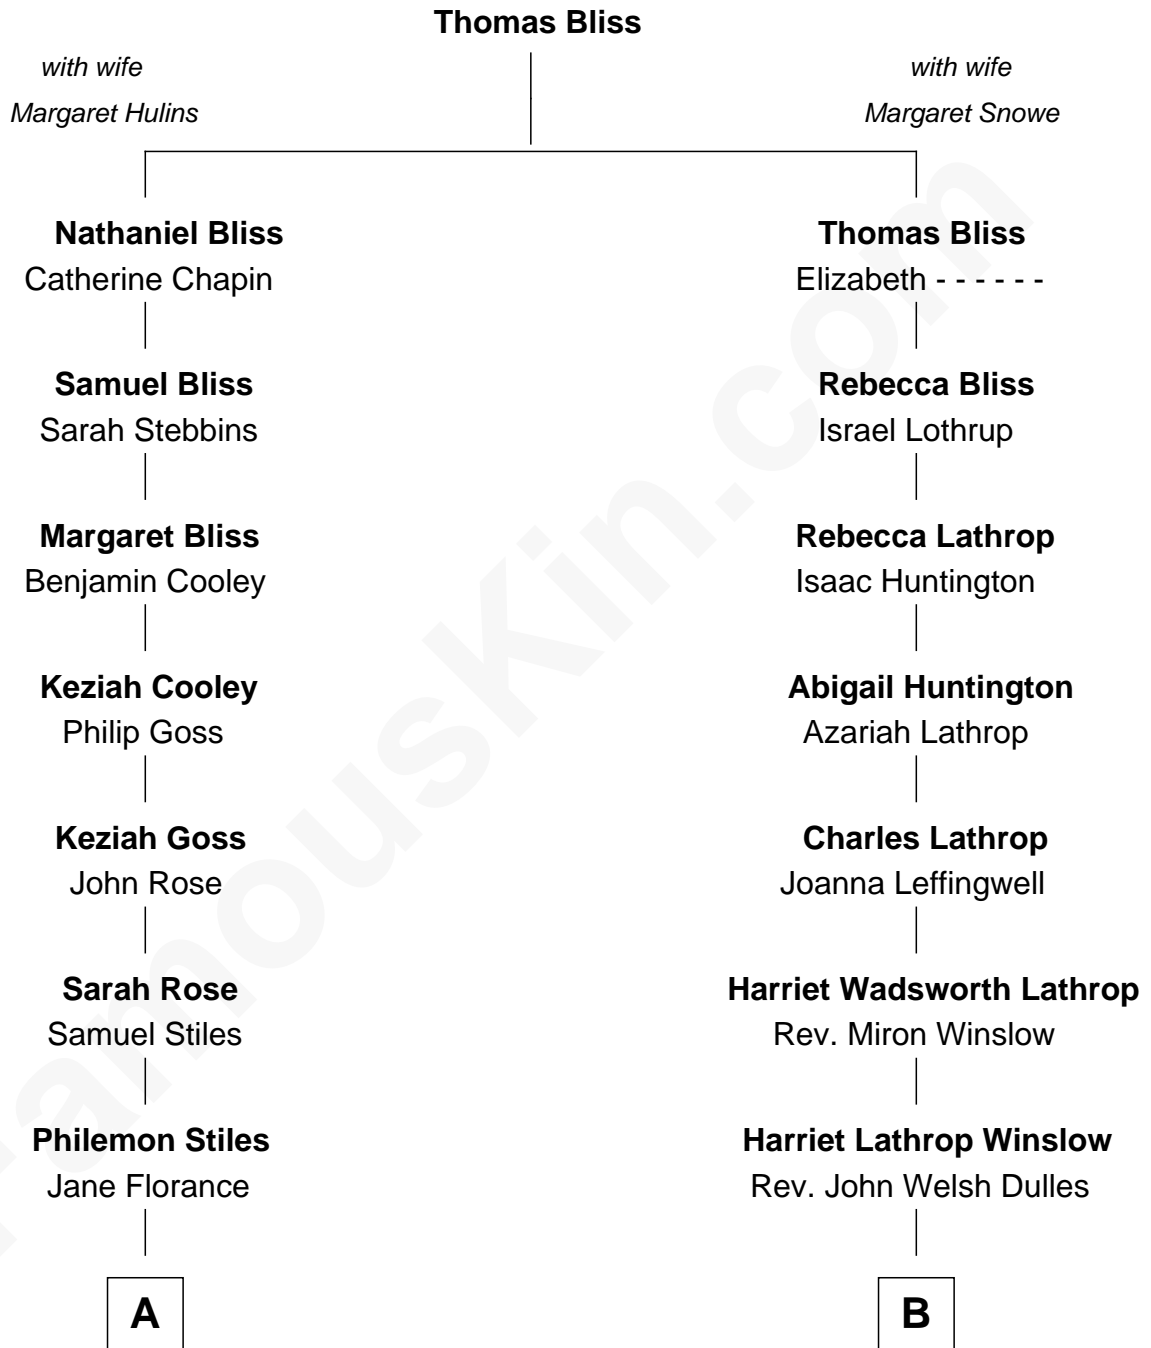 Thomas Bliss
with wife
Margaret Hulins
with wife
Margaret Snowe
Nathaniel Bliss
Catherine Chapin
Thomas Bliss
Elizabeth - - - - - -
Samuel Bliss
Sarah Stebbins
Rebecca Bliss
Israel Lothrup
Margaret Bliss
Benjamin Cooley
Rebecca Lathrop
Isaac Huntington
Keziah Cooley
Philip Goss
Abigail Huntington
Azariah Lathrop
Keziah Goss
John Rose
Charles Lathrop
Joanna Leffingwell
Sarah Rose
Samuel Stiles
Harriet Wadsworth Lathrop
Rev. Miron Winslow
Philemon Stiles
Jane Florance
Harriet Lathrop Winslow
Rev. John Welsh Dulles
A
B
FamousKin.com